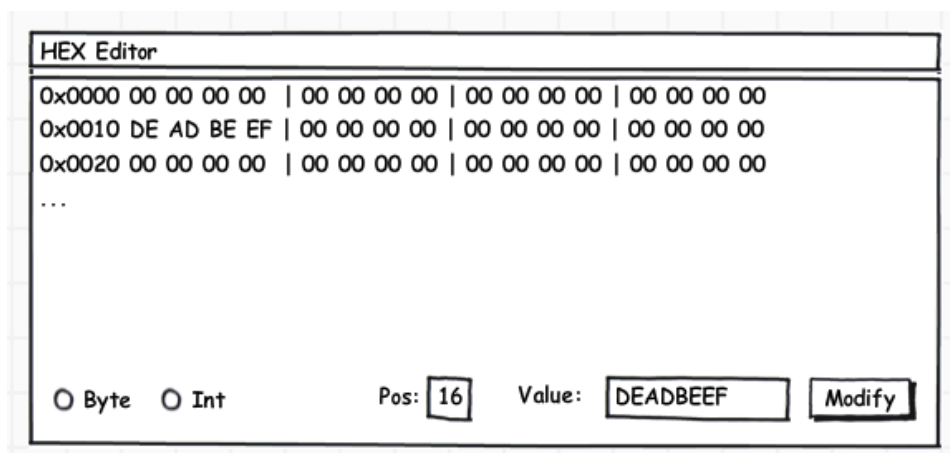 HEX Editor
0x0000 00 00 00 00 | 00 00 00 00 | 00 00 00 00 | 00 00 00 00
0x0010 DE AD BE EF | 00 00 00 00 | 00 00 00 00 | 00 00 00 00
0x0020 00 00 00 00 | 00 00 00 00 | 00 00 00 00 | 00 00 00 00
...
Byte Int Pos: 16 Value: DEADBEEF Modify